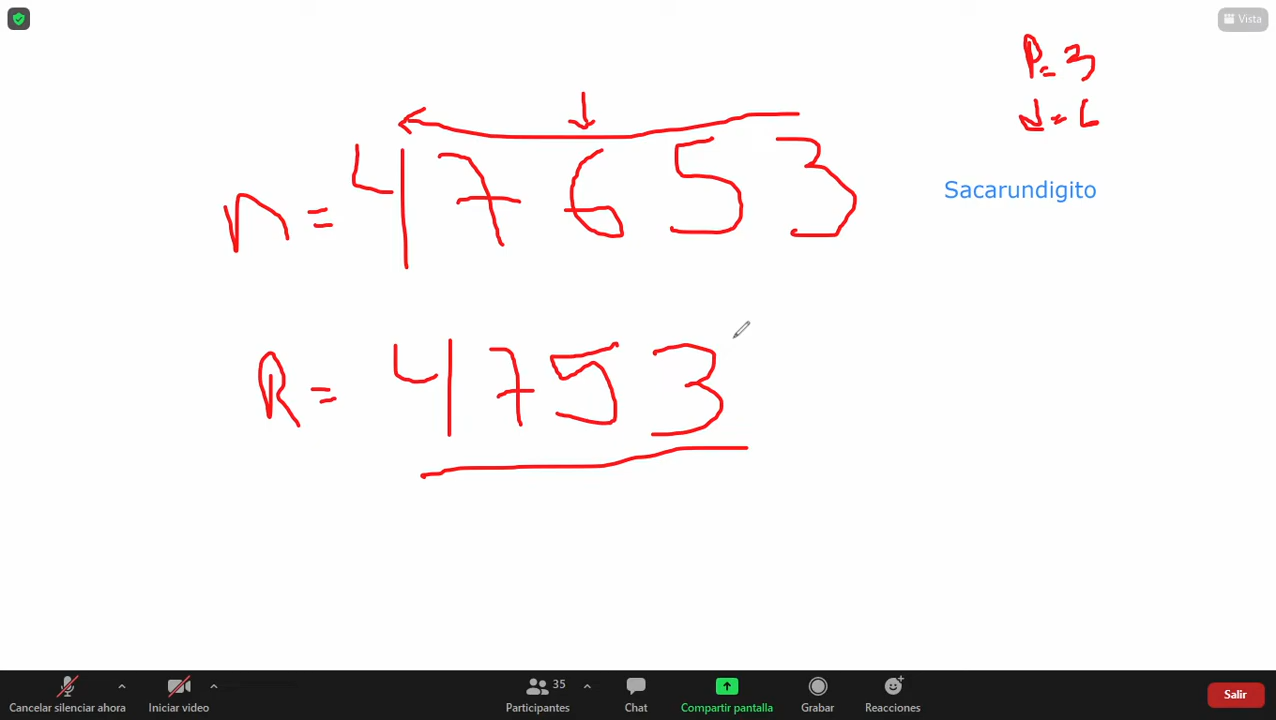 Vista
P=3
d=6
n=47653
Sacarundigito
R=4753
35
Cancelar silenciar ahora
Iniciar video
Participantes
Chat
Compartir pantalla
Grabar
Reacciones
Salir